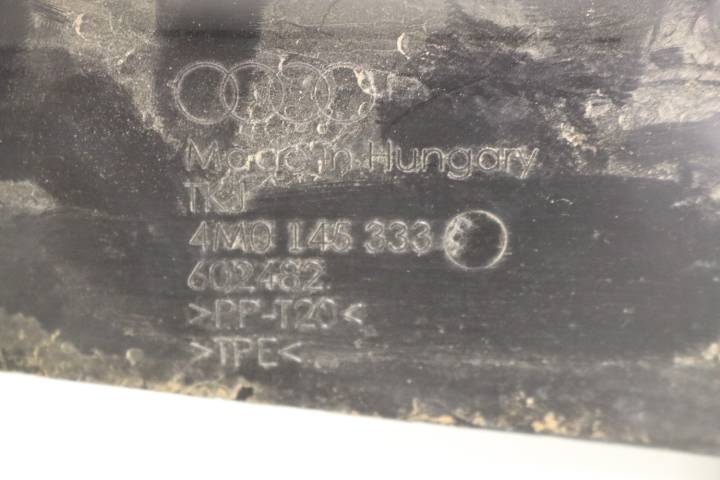 Made in Hungary
TKJ
4M0 145 333
602482
>PP-T20<
>TPE<